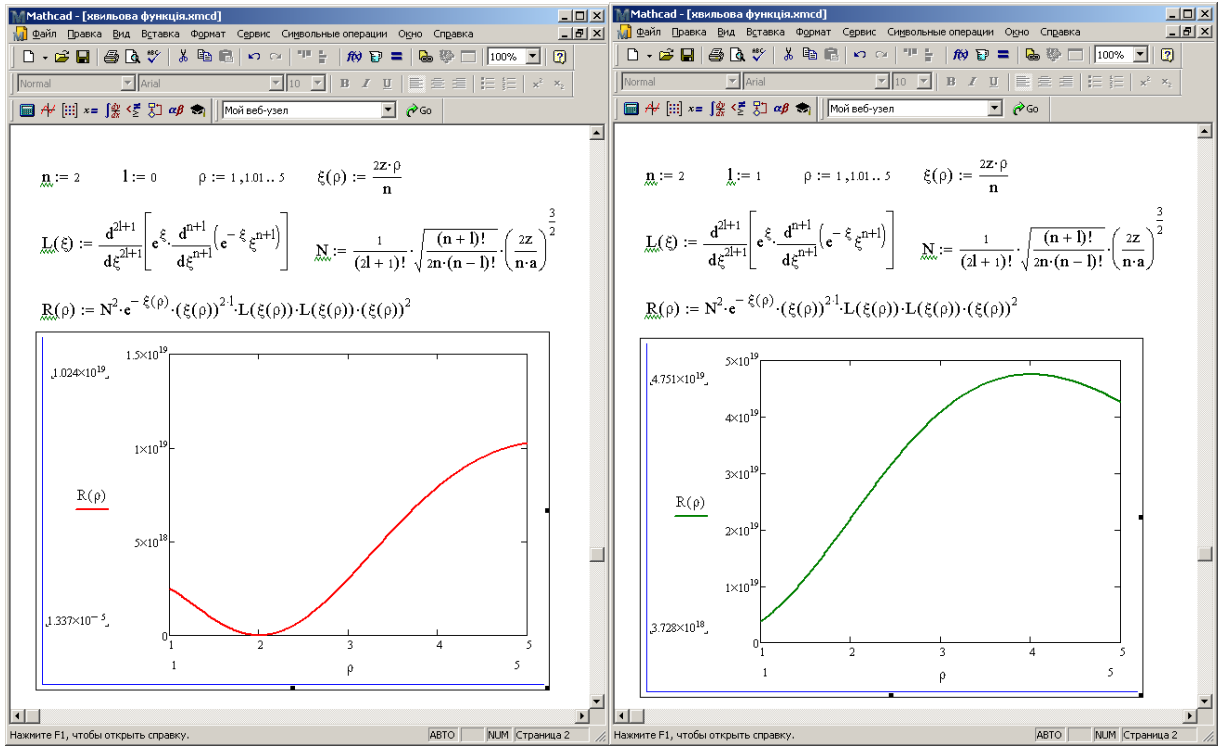 Mathcad - [хвильова функція.xmcd]
Файл Правка Вид Вставка Формат Сервис Символьные операции Окно Справка
100%
Normal Arial 10 B I U
Мой веб-узел Go
n := 2 l := 0 ρ := 1 , 1.01 .. 5 ξ(ρ) := 2z·ρ / n
L(ξ) := d^(2l+1)/dξ^(2l+1) [e^ξ · d^(n+l)/dξ^(n+l) (e^(−ξ) ξ^(n+l))] N := 1/(2l + 1)! · √((n + l)! / (2n·(n − l)!)) · (2z / (n·a))^(3/2)
R(ρ) := N^2·e^(−ξ(ρ))·(ξ(ρ))^(2·l)·L(ξ(ρ))·L(ξ(ρ))·(ξ(ρ))^2
1.5×10^19
1.024×10^19
1×10^19
R(ρ)
5×10^18
1.337×10^−5
0
1 2 3 4 5
1 ρ 5
Нажмите F1, чтобы открыть справку. АВТО NUM Страница 2
Mathcad - [хвильова функція.xmcd]
Файл Правка Вид Вставка Формат Сервис Символьные операции Окно Справка
100%
Normal Arial 10 B I U
Мой веб-узел Go
n := 2 l := 1 ρ := 1 , 1.01 .. 5 ξ(ρ) := 2z·ρ / n
L(ξ) := d^(2l+1)/dξ^(2l+1) [e^ξ · d^(n+l)/dξ^(n+l) (e^(−ξ) ξ^(n+l))] N := 1/(2l + 1)! · √((n + l)! / (2n·(n − l)!)) · (2z / (n·a))^(3/2)
R(ρ) := N^2·e^(−ξ(ρ))·(ξ(ρ))^(2·l)·L(ξ(ρ))·L(ξ(ρ))·(ξ(ρ))^2
5×10^19
4.751×10^19
4×10^19
3×10^19
R(ρ)
2×10^19
1×10^19
3.728×10^18
0
1 2 3 4 5
1 ρ 5
Нажмите F1, чтобы открыть справку. АВТО NUM Страница 2